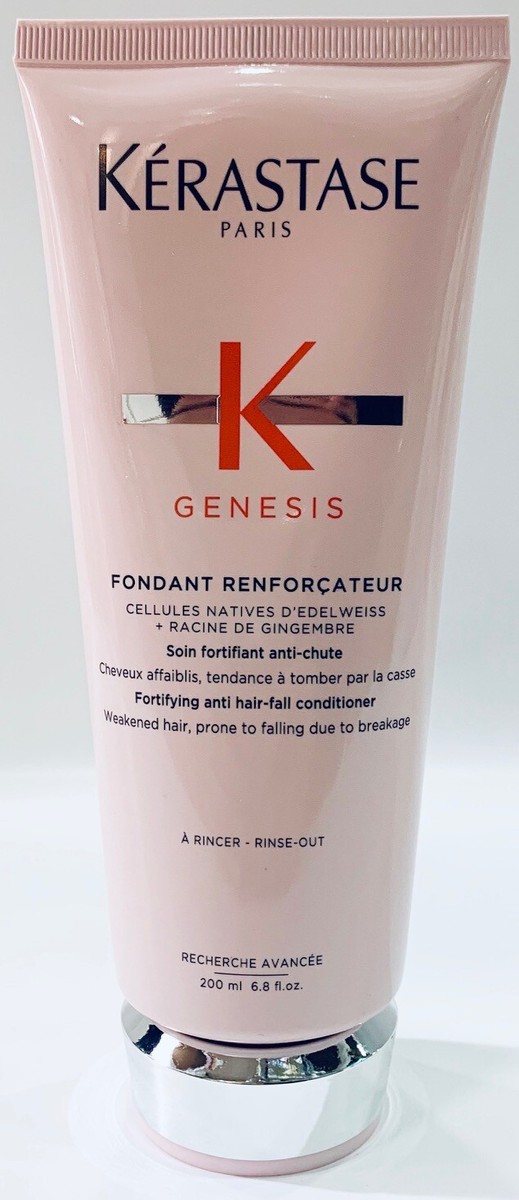 KÉRASTASE
PARIS
K
GENESIS
FONDANT RENFORÇATEUR
CELLULES NATIVES D'EDELWEISS
+ RACINE DE GINGEMBRE
Soin fortifiant anti-chute
Cheveux affaiblis, tendance à tomber par la casse
Fortifying anti hair-fall conditioner
Weakened hair, prone to falling due to breakage
À RINCER - RINSE-OUT
RECHERCHE AVANCÉE
200 ml 6.8 fl.oz.